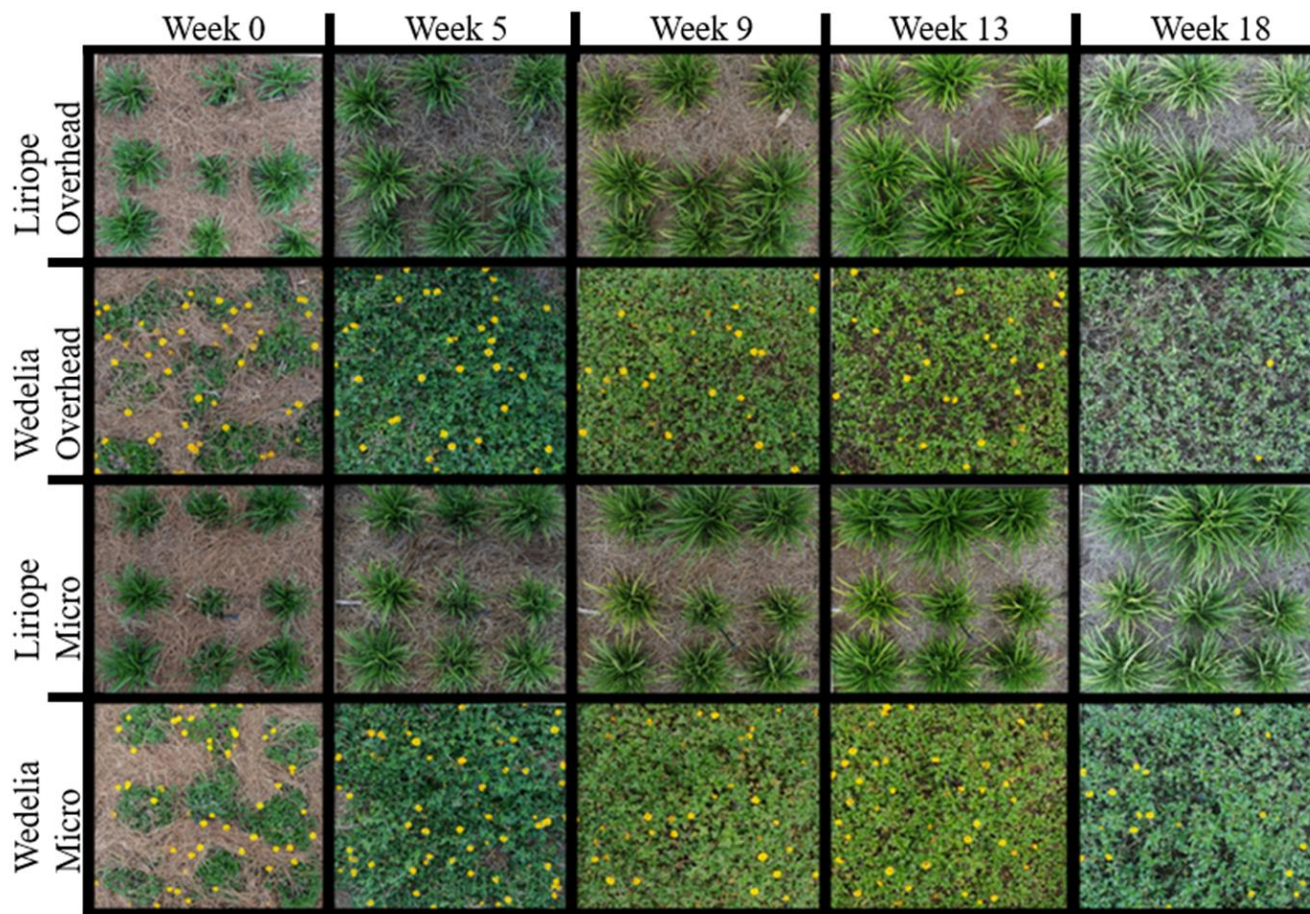 Week 0
Week 5
Week 9
Week 13
Week 18
Liriope
Overhead
Wedelia
Overhead
Liriope
Micro
Wedelia
Micro